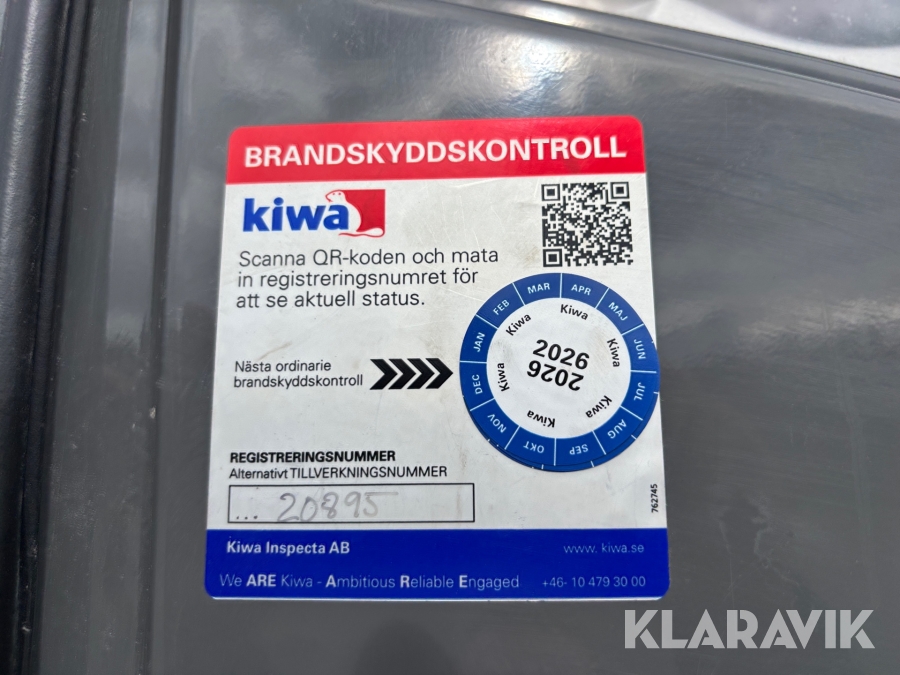 BRANDSKYDDSKONTROLL
kiwa
Scanna QR-koden och mata
in registreringsnumret för
att se aktuell status.
Nästa ordinarie
brandskyddskontroll
JAN FEB MAR APR MAJ JUN JUL AUG SEP OKT NOV DEC
Kiwa Kiwa Kiwa Kiwa Kiwa Kiwa
2026
2026
REGISTRERINGSNUMMER
Alternativt TILLVERKNINGSNUMMER
... 20895
762745
Kiwa Inspecta AB
www. kiwa.se
We ARE Kiwa - Ambitious Reliable Engaged
+46- 10 479 30 00
KLARAVIK